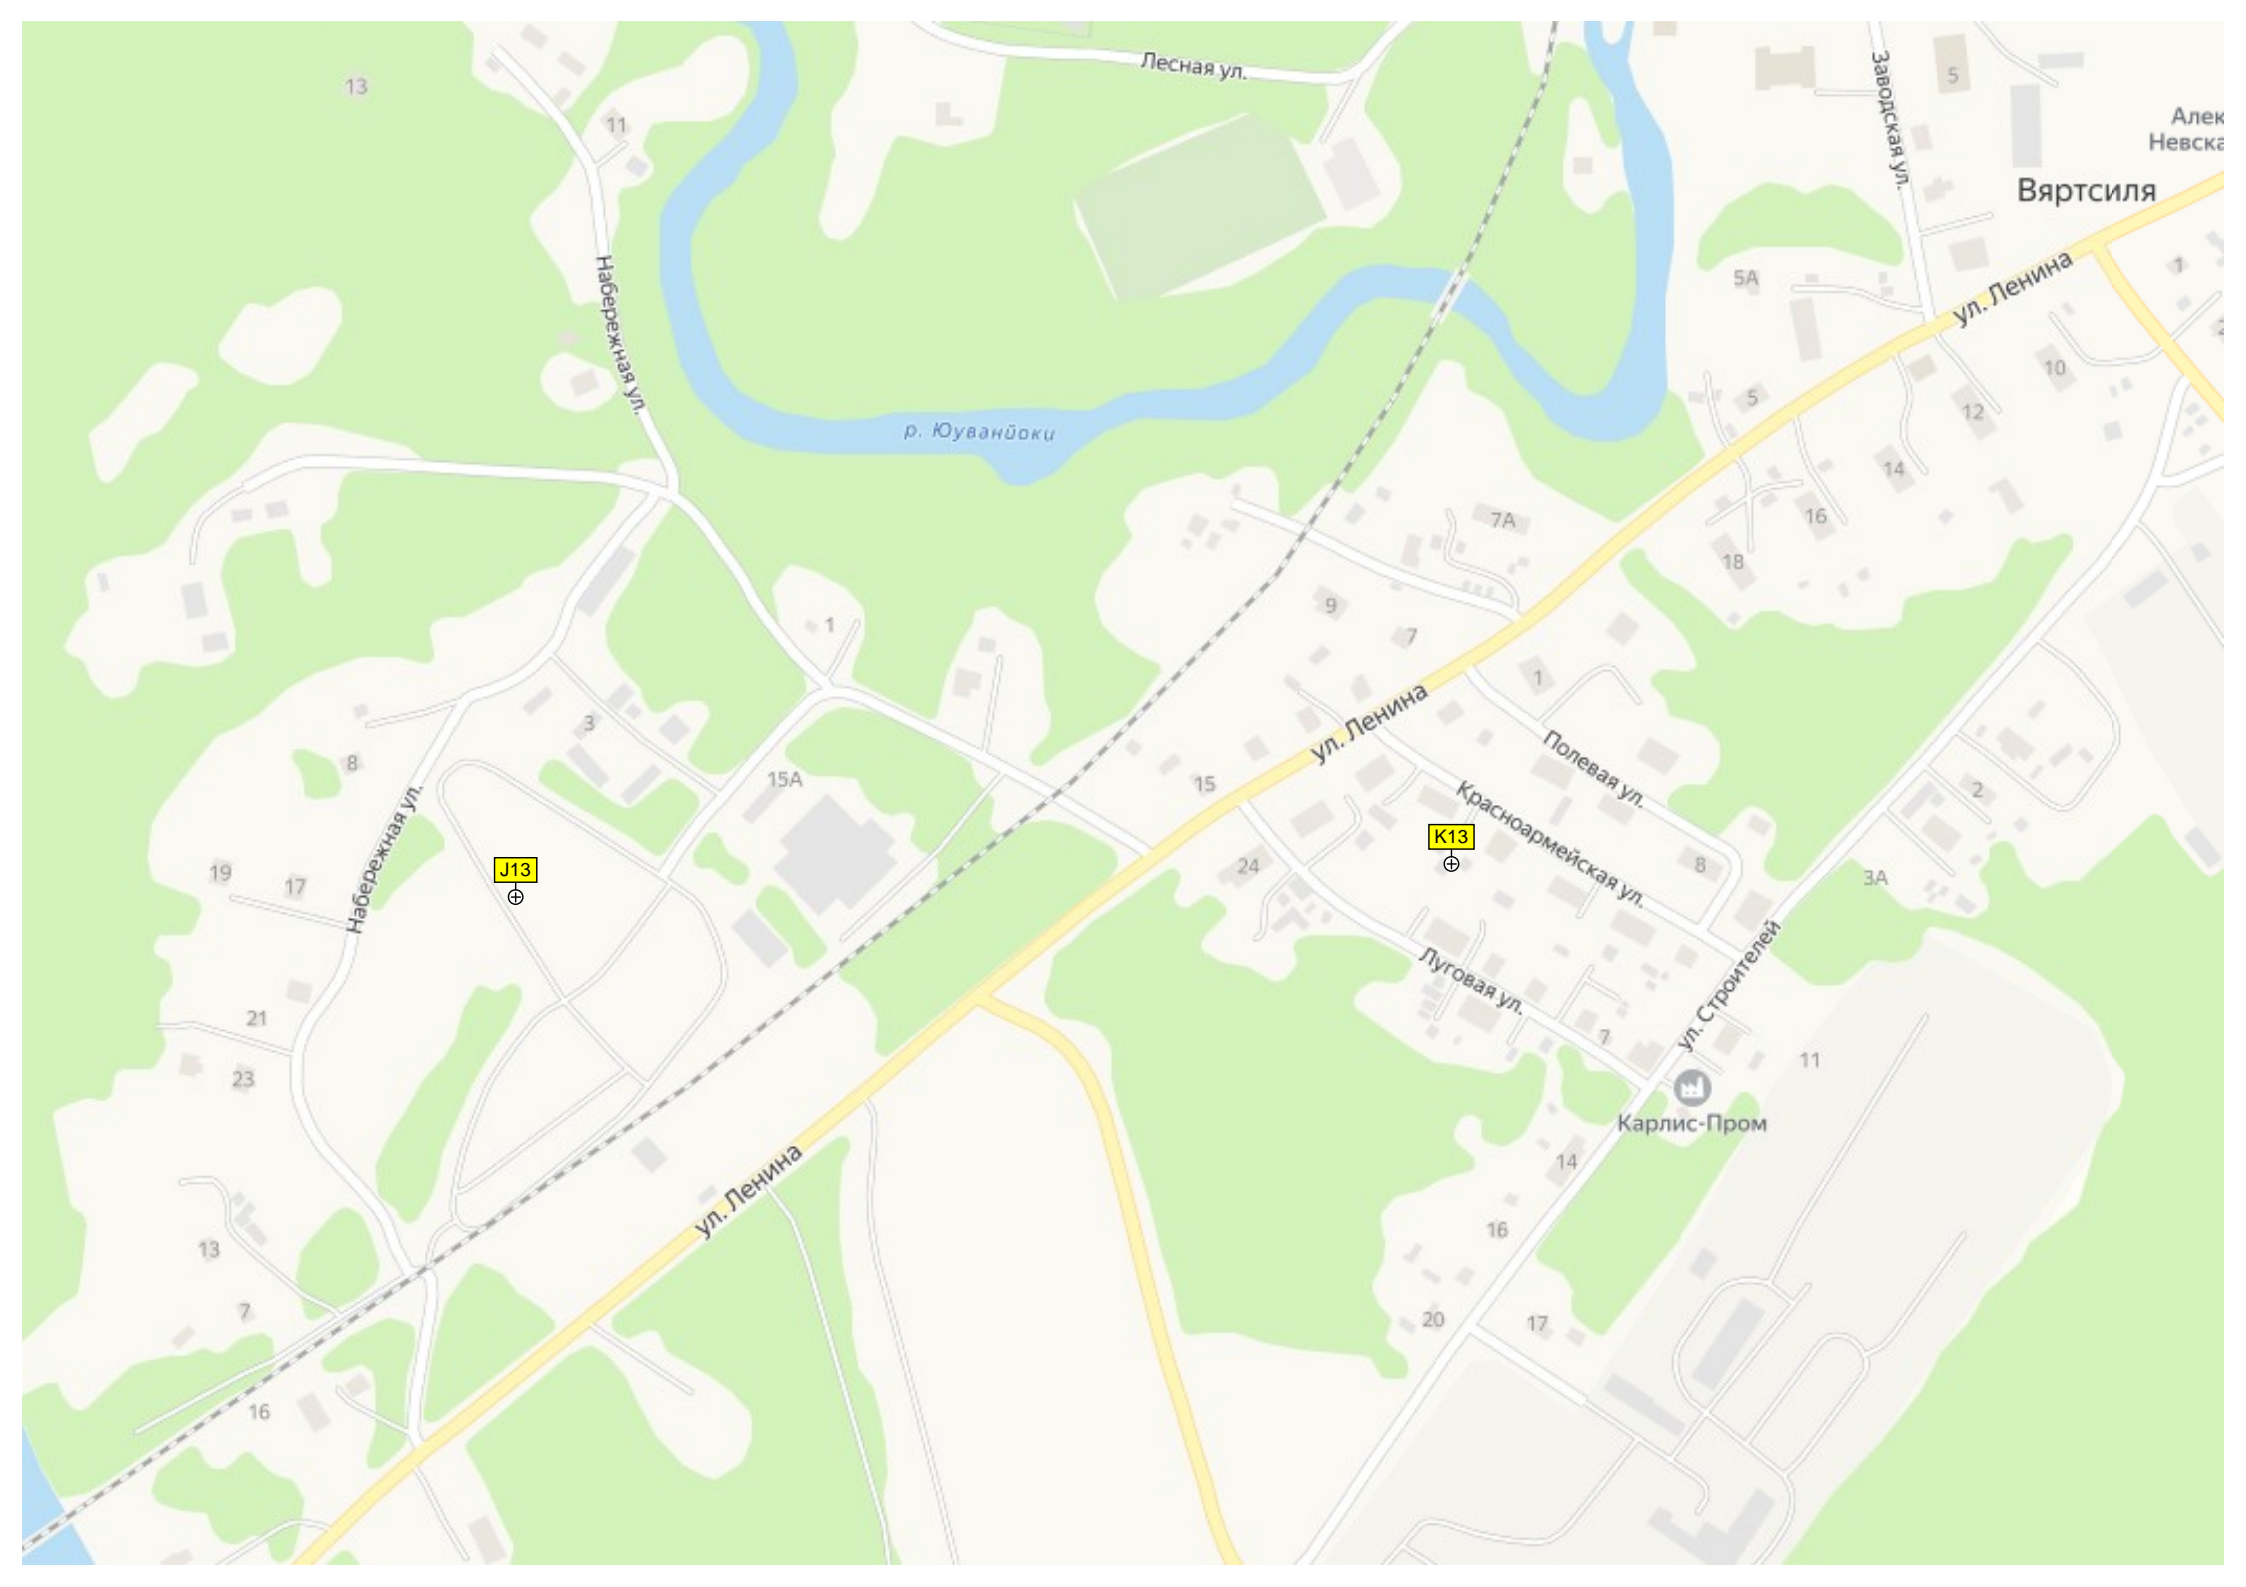 Лесная ул.
13
11
Заводская ул.
5
Алек
Невска
Вяртсиля
Набережная ул.
5А
ул. Ленина
1
2
10
5
12
р. Юуванйоки
14
7А
16
18
9
7
1
1
3
8
15А
15
ул. Ленина
Полевая ул.
Красноармейская ул.
2
Набережная ул.
K13
J13
19
17
24
8
3А
Луговая ул.
ул. Строителей
21
23
7
11
Карлис-Пром
14
ул. Ленина
16
13
7
20
17
16